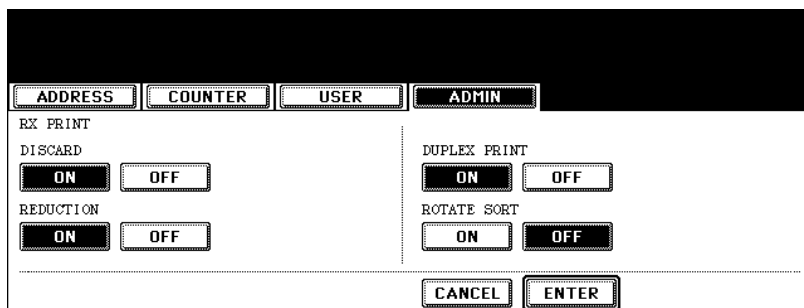 ADDRESS COUNTER USER ADMIN
RX PRINT
DISCARD
ON OFF
REDUCTION
ON OFF
DUPLEX PRINT
ON OFF
ROTATE SORT
ON OFF
CANCEL ENTER